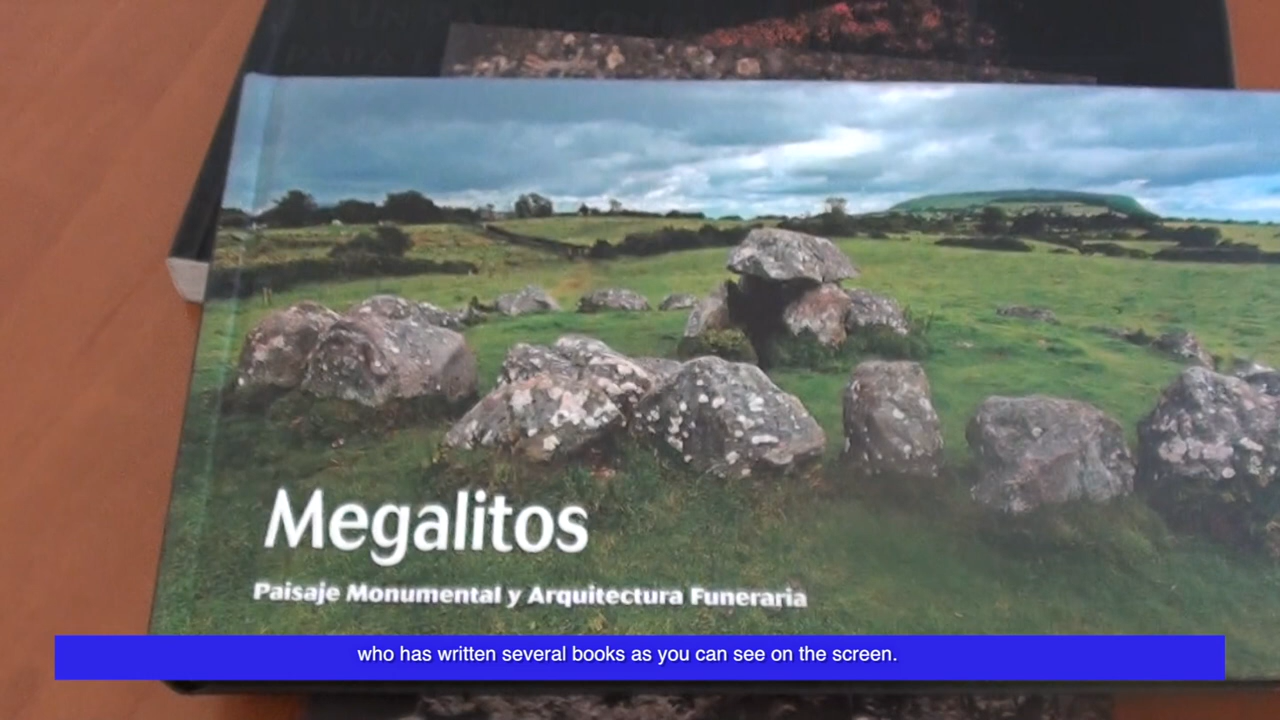 Megalitos
Paisaje Monumental y Arquitectura Funeraria
who has written several books as you can see on the screen.